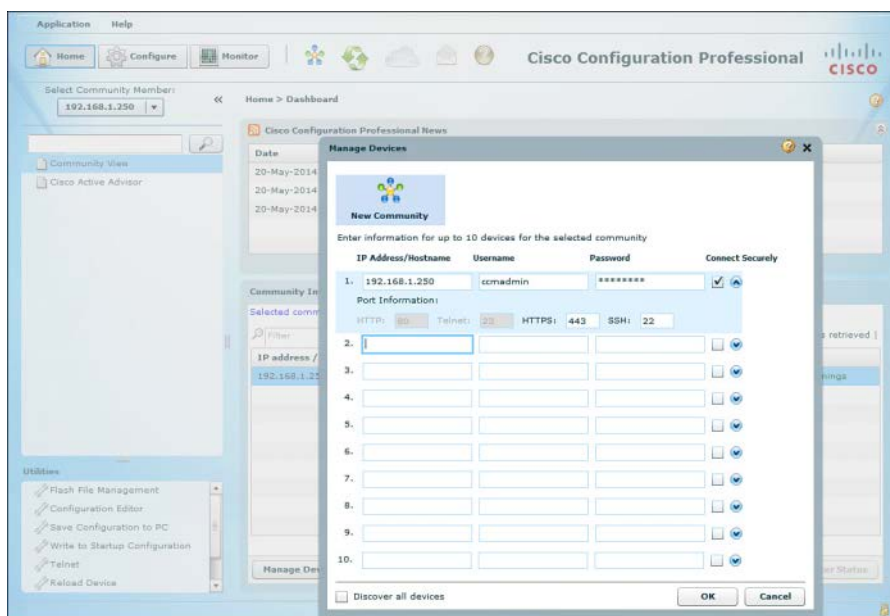 Application Help
Home Configure Monitor
Cisco Configuration Professional
CISCO
Select Community Member:
192.168.1.250
Home > Dashboard
Community View
Cisco Active Advisor
Cisco Configuration Professional News
Date
20-May-2014
20-May-2014
20-May-2014
Community In
Selected comm
Filter
s retrieved |
IP address /
192.168.1.25
nings
Utilities
Flash File Management
Configuration Editor
Save Configuration to PC
Write to Startup Configuration
Telnet
Reload Device
Manage Dev
er Status
Manage Devices
New Community
Enter information for up to 10 devices for the selected community
IP Address/Hostname Username Password Connect Securely
1. 192.168.1.250 ccmadmin ********
Port Information:
HTTP: 80 Telnet: 23 HTTPS: 443 SSH: 22
2.
3.
4.
5.
6.
7.
8.
9.
10.
Discover all devices
OK Cancel